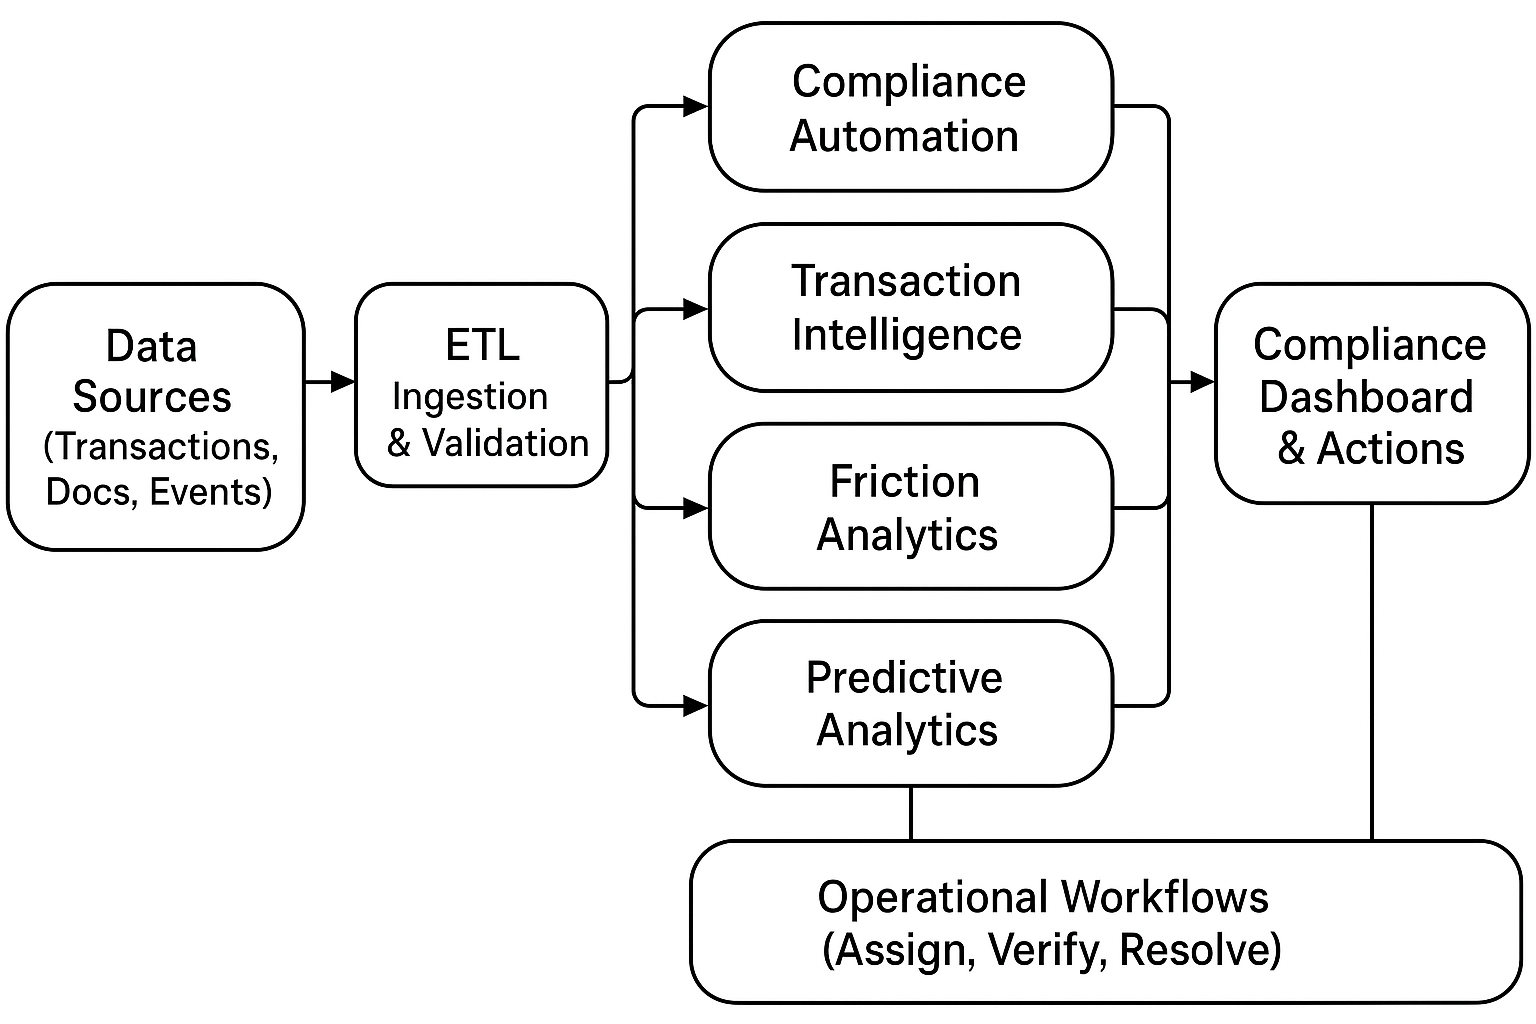 Data
Sources
(Transactions,
Docs, Events)
ETL
Ingestion
& Validation
Compliance
Automation
Transaction
Intelligence
Friction
Analytics
Predictive
Analytics
Compliance
Dashboard
& Actions
Operational Workflows
(Assign, Verify, Resolve)